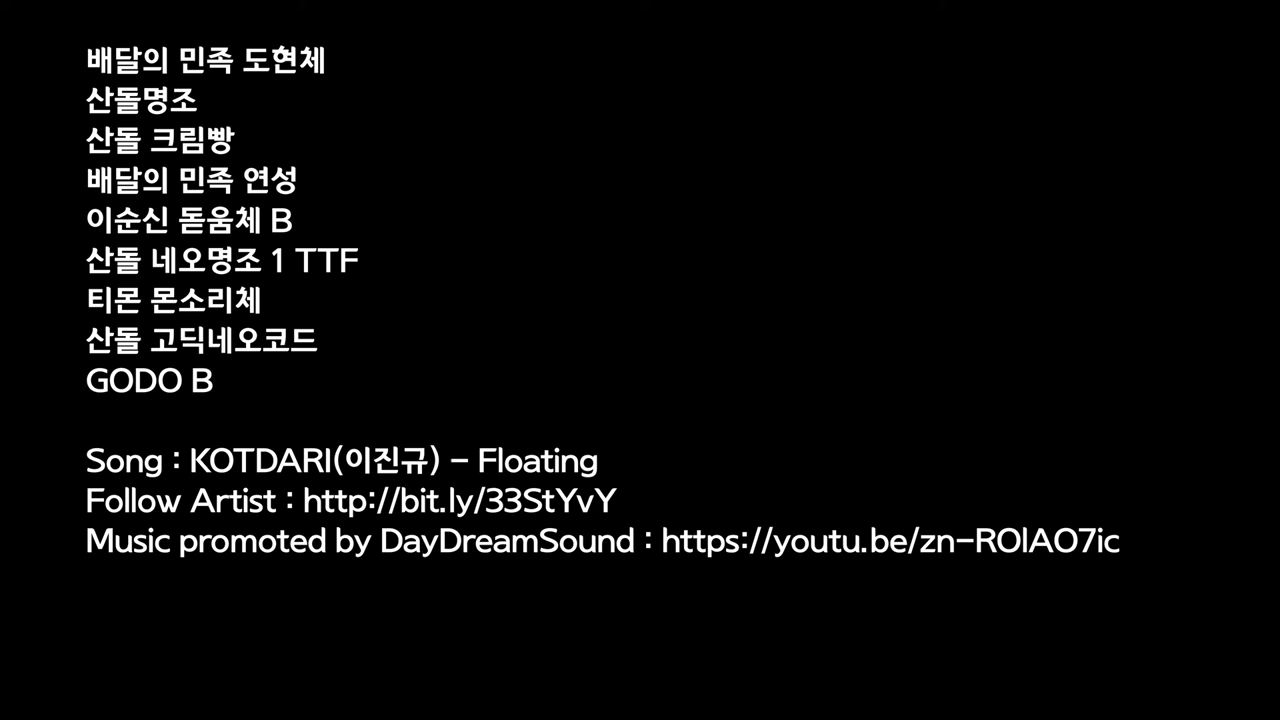 배달의 민족 도현체
산돌명조
산돌 크림빵
배달의 민족 연성
이순신 돋움체 B
산돌 네오명조 1 TTF
티몬 몬소리체
산돌 고딕네오코드
GODO B
Song : KOTDARI(이진규) - Floating
Follow Artist : http://bit.ly/33StYvY
Music promoted by DayDreamSound : https://youtu.be/zn-ROlAO7ic